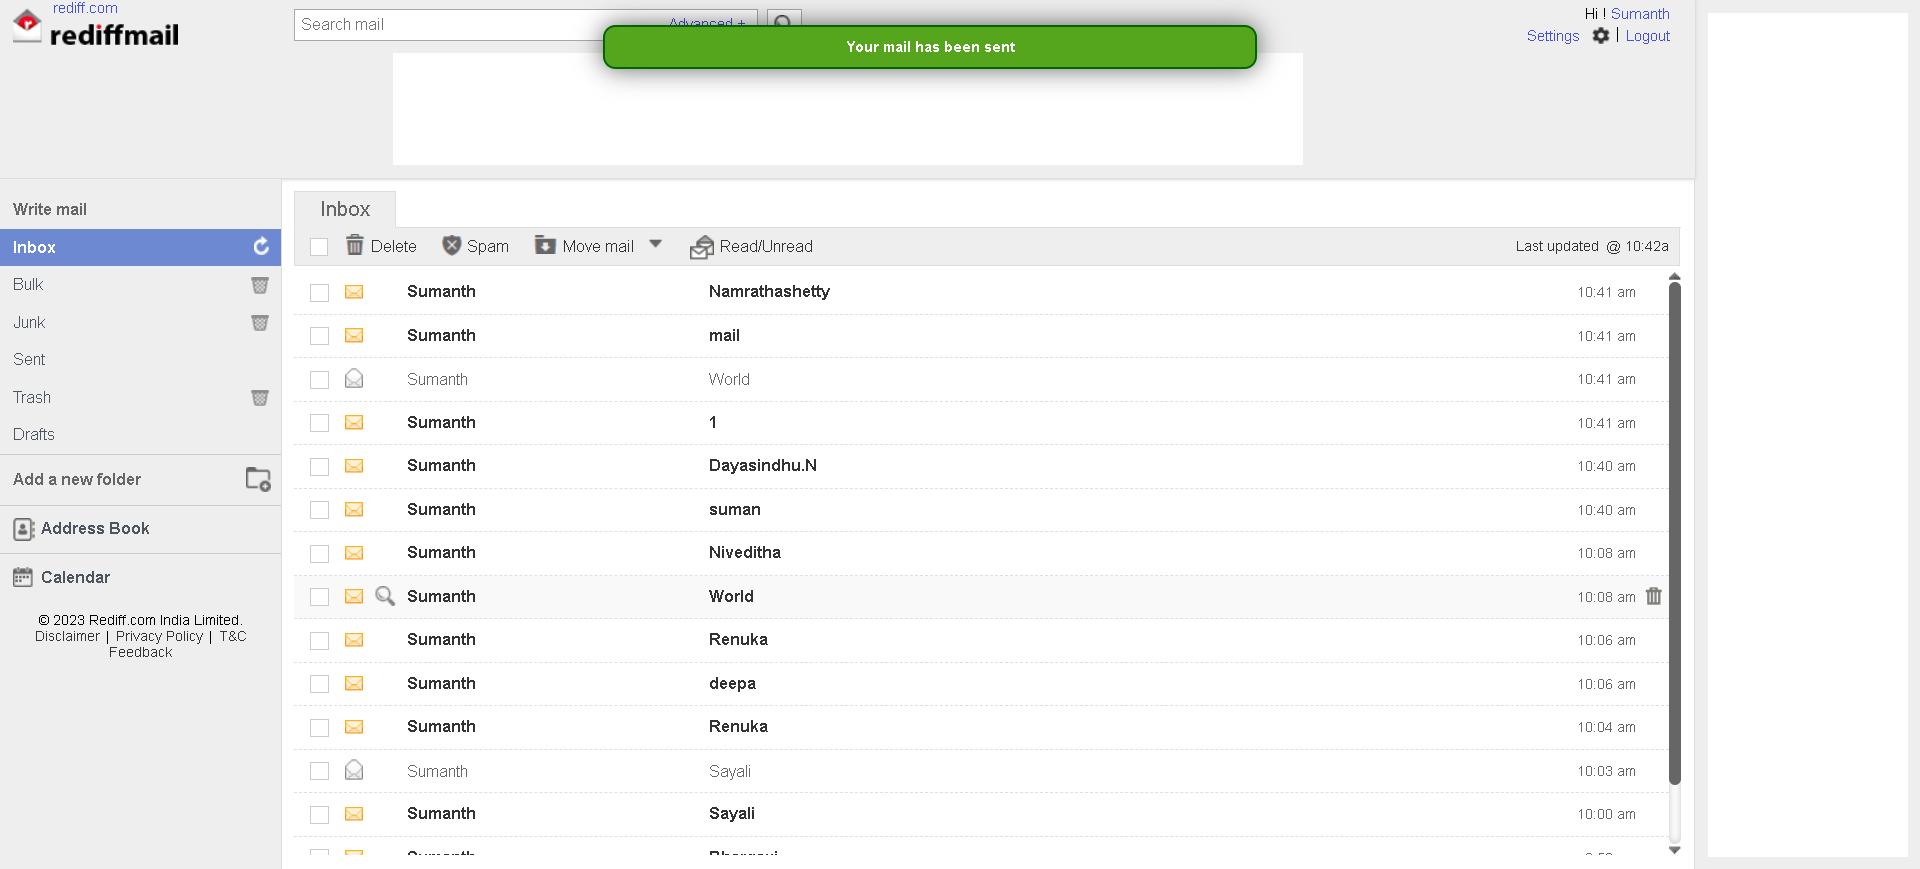 rediff.com
rediffmail
Search mail
Advanced +
Your mail has been sent
Hi ! Sumanth
Settings | Logout
Write mail
Inbox
Bulk
Junk
Sent
Trash
Drafts
Add a new folder
Address Book
Calendar
© 2023 Rediff.com India Limited.
Disclaimer | Privacy Policy | T&C
Feedback
Inbox
Delete Spam Move mail Read/Unread Last updated @ 10:42a
Sumanth Namrathashetty 10:41 am
Sumanth mail 10:41 am
Sumanth World 10:41 am
Sumanth 1 10:41 am
Sumanth Dayasindhu.N 10:40 am
Sumanth suman 10:40 am
Sumanth Niveditha 10:08 am
Sumanth World 10:08 am
Sumanth Renuka 10:06 am
Sumanth deepa 10:06 am
Sumanth Renuka 10:04 am
Sumanth Sayali 10:03 am
Sumanth Sayali 10:00 am
Sumanth